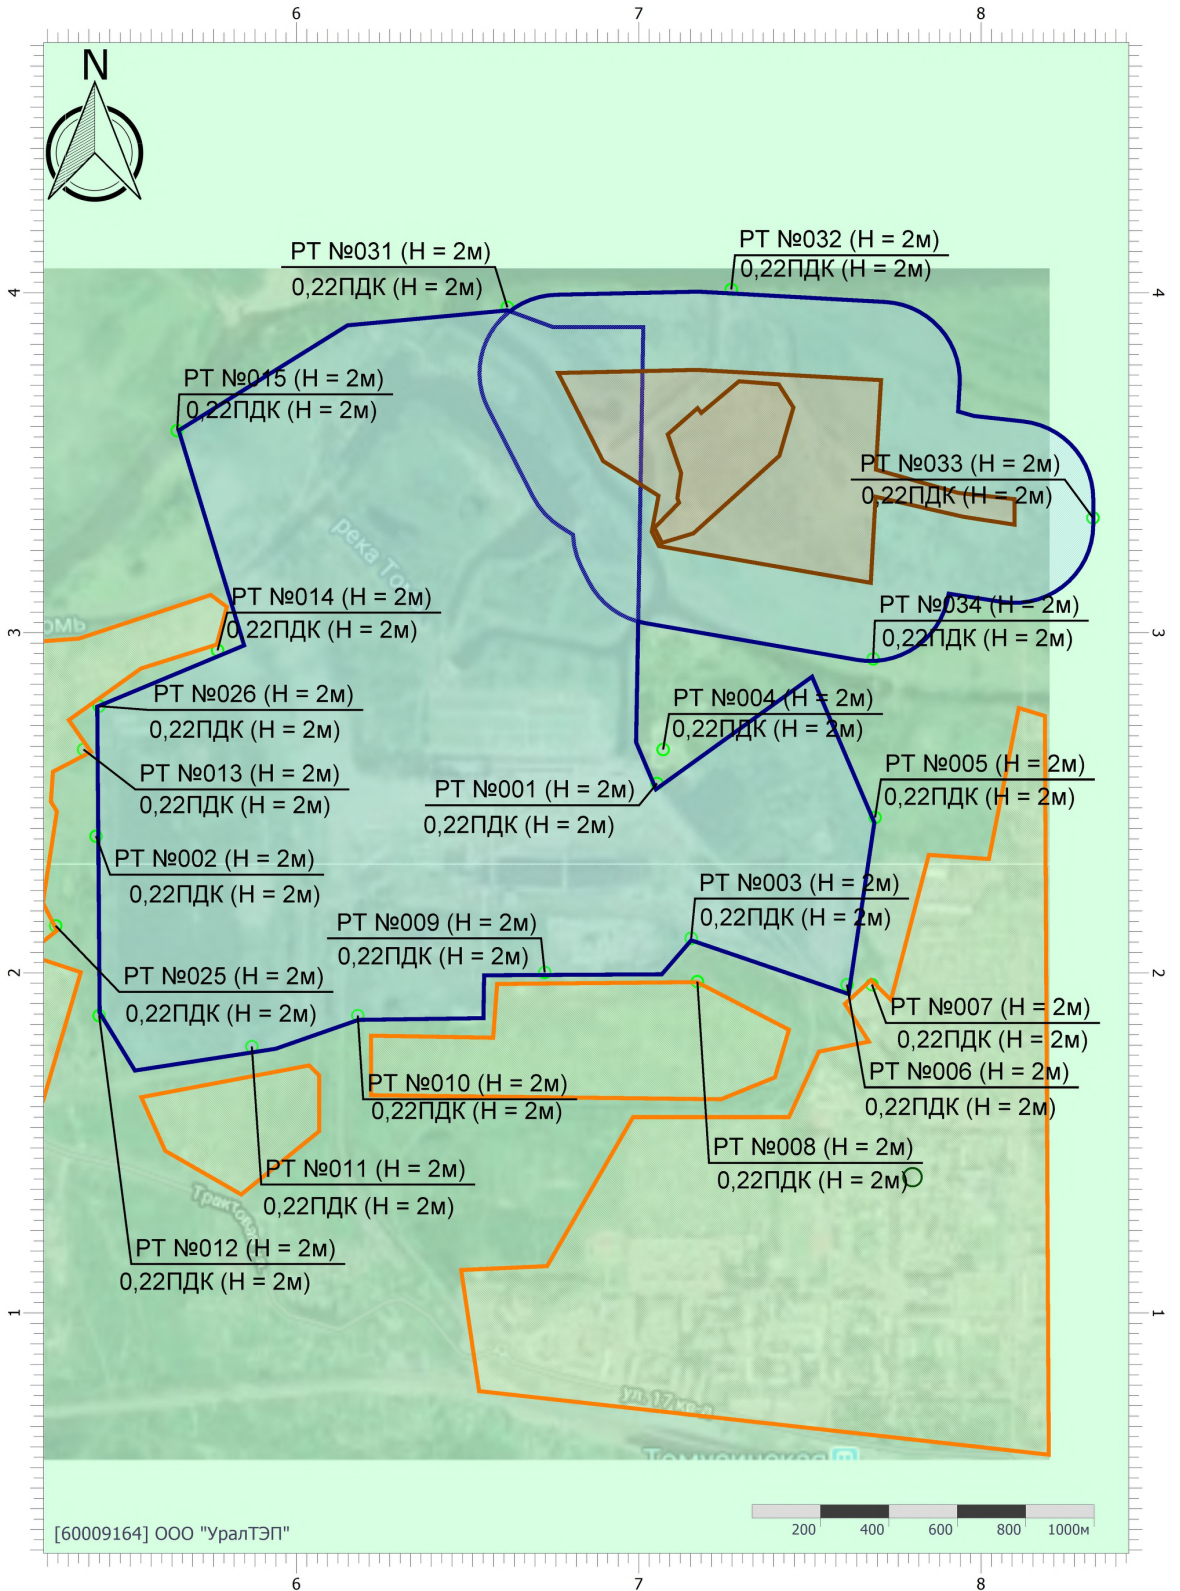 6 7 8
N
РТ №032 (Н = 2м)
0,22ПДК (Н = 2м)
РТ №031 (Н = 2м)
0,22ПДК (Н = 2м)
4 4
РТ №015 (Н = 2м)
0,22ПДК (Н = 2м)
РТ №033 (Н = 2м)
0,22ПДК (Н = 2м)
река Томь
РТ №014 (Н = 2м)
0,22ПДК (Н = 2м)
РТ №034 (Н = 2м)
0,22ПДК (Н = 2м)
омь
3 3
РТ №026 (Н = 2м)
0,22ПДК (Н = 2м)
РТ №004 (Н = 2м)
0,22ПДК (Н = 2м)
РТ №013 (Н = 2м)
0,22ПДК (Н = 2м)
РТ №005 (Н = 2м)
0,22ПДК (Н = 2м)
РТ №001 (Н = 2м)
0,22ПДК (Н = 2м)
РТ №002 (Н = 2м)
0,22ПДК (Н = 2м)
РТ №003 (Н = 2м)
0,22ПДК (Н = 2м)
РТ №009 (Н = 2м)
0,22ПДК (Н = 2м)
2 2
РТ №025 (Н = 2м)
0,22ПДК (Н = 2м)
РТ №007 (Н = 2м)
0,22ПДК (Н = 2м)
РТ №006 (Н = 2м)
0,22ПДК (Н = 2м)
РТ №010 (Н = 2м)
0,22ПДК (Н = 2м)
РТ №008 (Н = 2м)
0,22ПДК (Н = 2м)
РТ №011 (Н = 2м)
0,22ПДК (Н = 2м)
РТ №012 (Н = 2м)
0,22ПДК (Н = 2м)
1 1
ул. 17 кв-л
Томусинская
200 400 600 800 1000м
[60009164] ООО "УралТЭП"
6 7 8